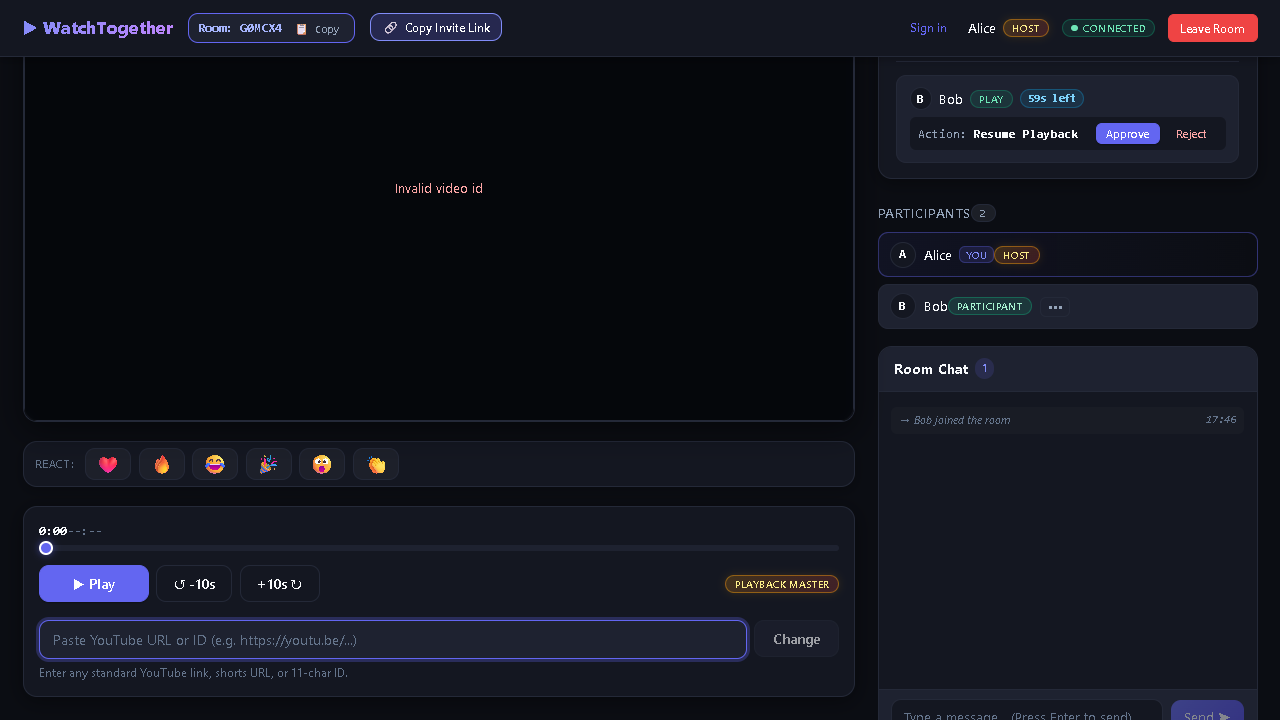 WatchTogether
Copy
Copy Invite Link
Sign in
Alice
HOST
CONNECTED
Leave Room
Invalid video id
B
Bob
PLAY
59s left
Action: Resume Playback
Approve
Reject
PARTICIPANTS 2
A
Alice
YOU
HOST
B
Bob
PARTICIPANT
Room Chat 1
→ Bob joined the room
17:46
REACT:
0:00 --:--
▶ Play
↺ -10s
+10s ↻
PLAYBACK MASTER
Paste YouTube URL or ID (e.g. https://youtu.be/...)
Change
Enter any standard YouTube link, shorts URL, or 11-char ID.
Type a message... (Press Enter to send)
Send ➤